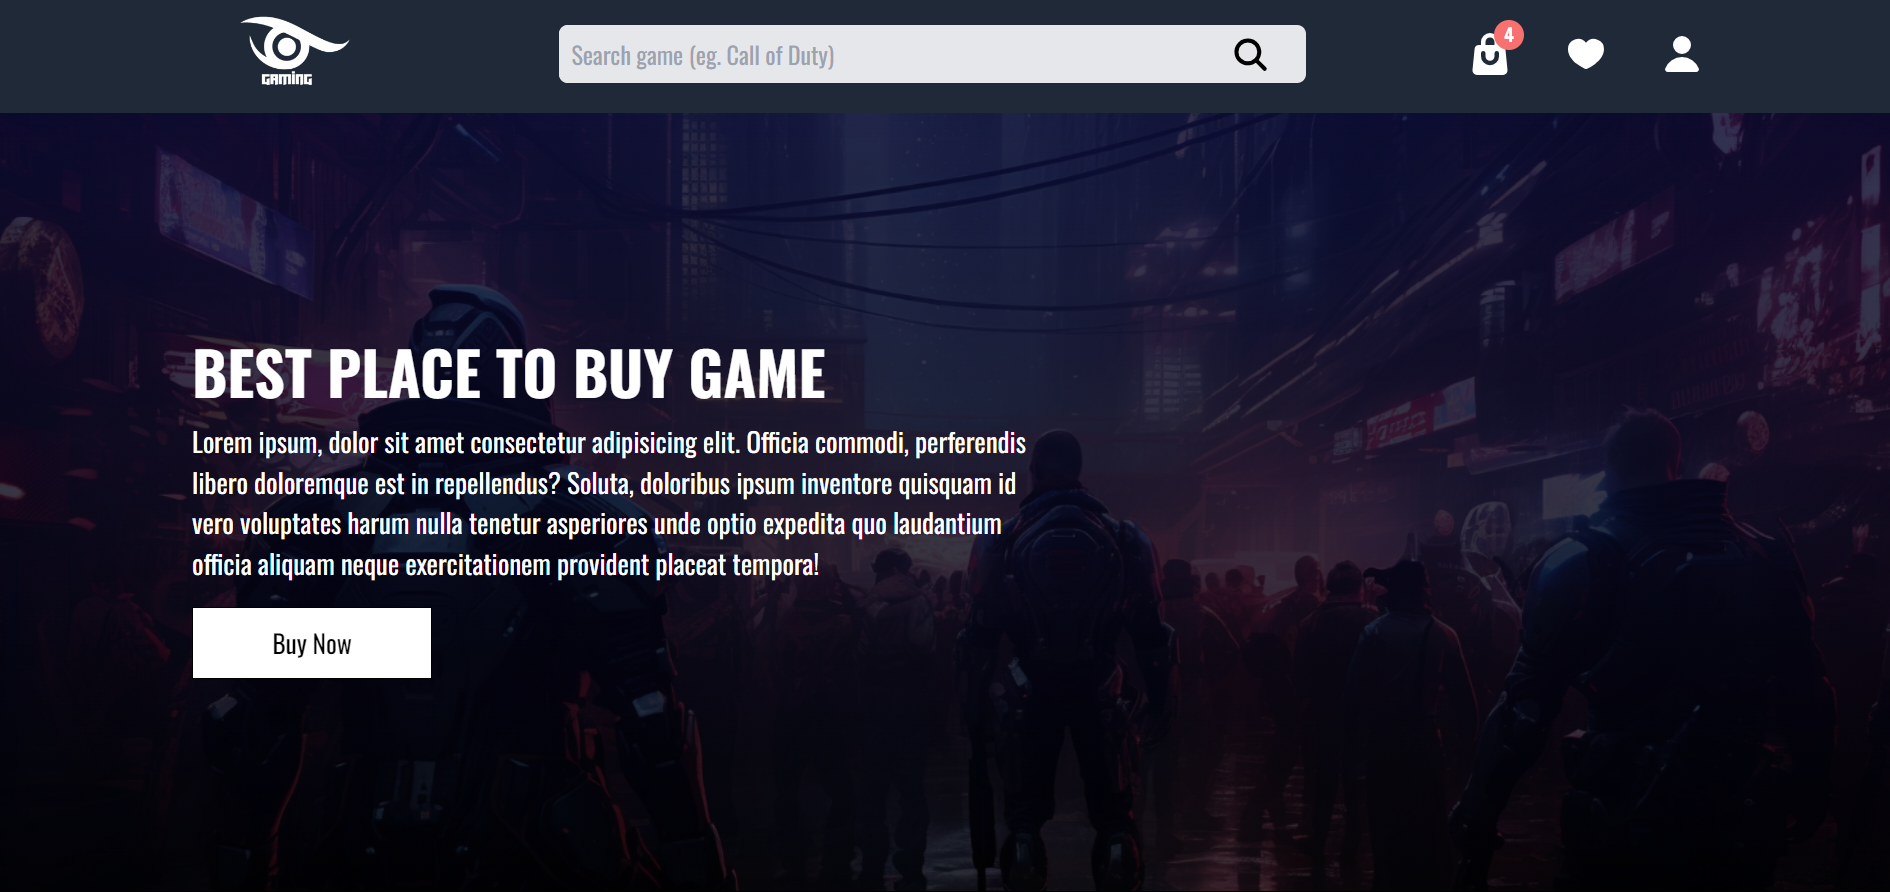 GAMING
Search game (eg. Call of Duty)
4
BEST PLACE TO BUY GAME
Lorem ipsum, dolor sit amet consectetur adipisicing elit. Officia commodi, perferendis
libero doloremque est in repellendus? Soluta, doloribus ipsum inventore quisquam id
vero voluptates harum nulla tenetur asperiores unde optio expedita quo laudantium
officia aliquam neque exercitationem provident placeat tempora!
Buy Now